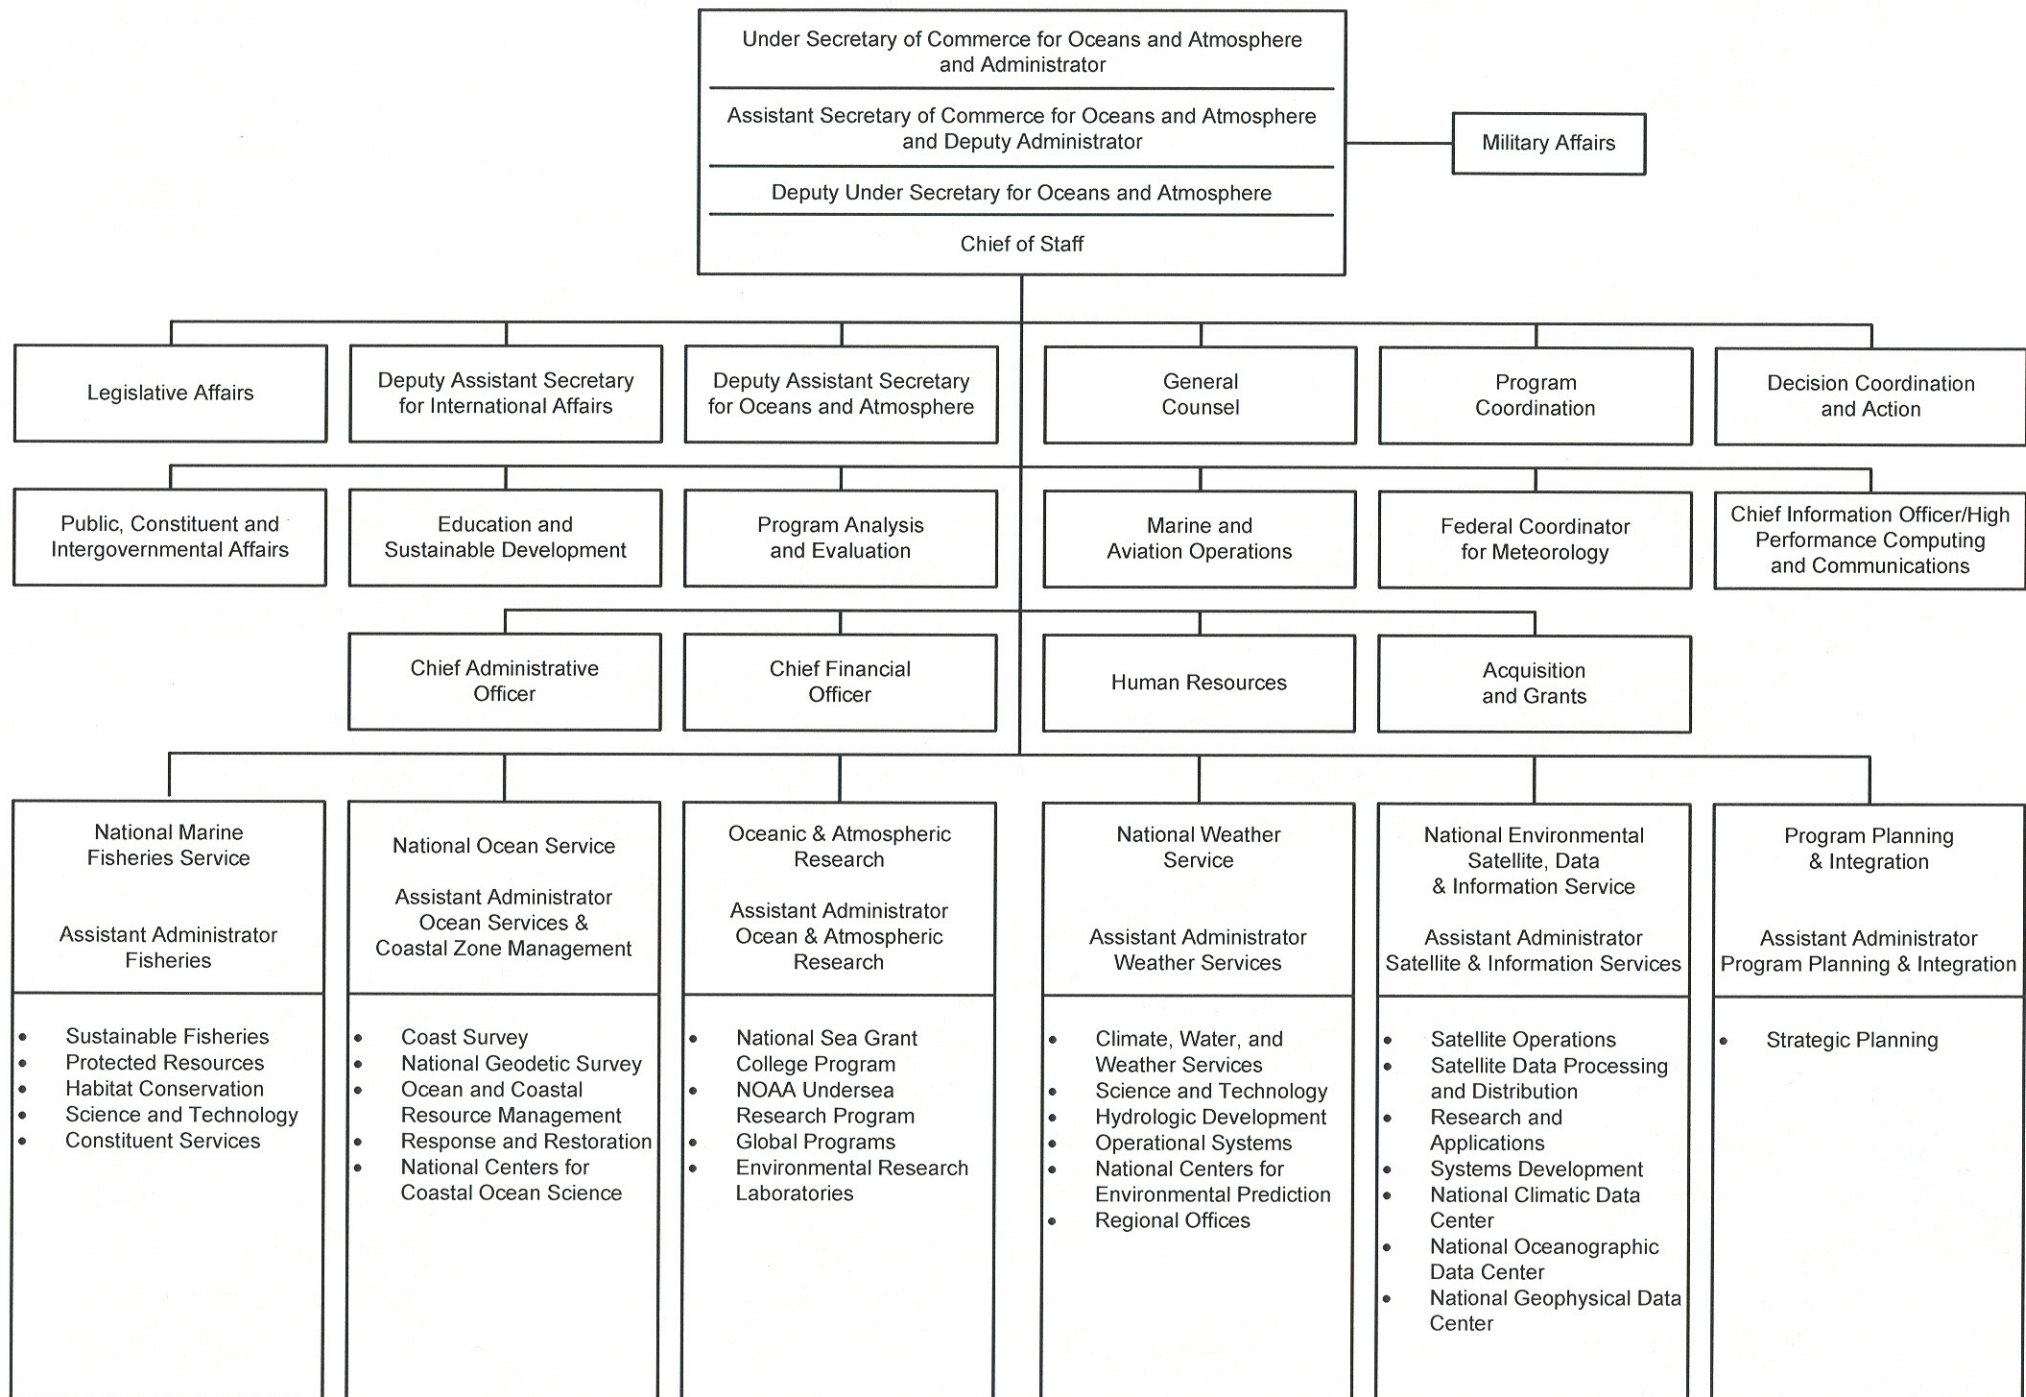 Under Secretary of Commerce for Oceans and Atmosphere
and Administrator
Assistant Secretary of Commerce for Oceans and Atmosphere
and Deputy Administrator
Deputy Under Secretary for Oceans and Atmosphere
Chief of Staff
Military Affairs
Legislative Affairs
Deputy Assistant Secretary
for International Affairs
Deputy Assistant Secretary
for Oceans and Atmosphere
General
Counsel
Program
Coordination
Decision Coordination
and Action
Public, Constituent and
Intergovernmental Affairs
Education and
Sustainable Development
Program Analysis
and Evaluation
Marine and
Aviation Operations
Federal Coordinator
for Meteorology
Chief Information Officer/High
Performance Computing
and Communications
Chief Administrative
Officer
Chief Financial
Officer
Human Resources
Acquisition
and Grants
National Marine
Fisheries Service
Assistant Administrator
Fisheries
• Sustainable Fisheries
• Protected Resources
• Habitat Conservation
• Science and Technology
• Constituent Services
National Ocean Service
Assistant Administrator
Ocean Services &
Coastal Zone Management
• Coast Survey
• National Geodetic Survey
• Ocean and Coastal
Resource Management
• Response and Restoration
• National Centers for
Coastal Ocean Science
Oceanic & Atmospheric
Research
Assistant Administrator
Ocean & Atmospheric
Research
• National Sea Grant
College Program
• NOAA Undersea
Research Program
• Global Programs
• Environmental Research
Laboratories
National Weather
Service
Assistant Administrator
Weather Services
• Climate, Water, and
Weather Services
• Science and Technology
• Hydrologic Development
• Operational Systems
• National Centers for
Environmental Prediction
• Regional Offices
National Environmental
Satellite, Data
& Information Service
Assistant Administrator
Satellite & Information Services
• Satellite Operations
• Satellite Data Processing
and Distribution
• Research and
Applications
• Systems Development
• National Climatic Data
Center
• National Oceanographic
Data Center
• National Geophysical Data
Center
Program Planning
& Integration
Assistant Administrator
Program Planning & Integration
• Strategic Planning